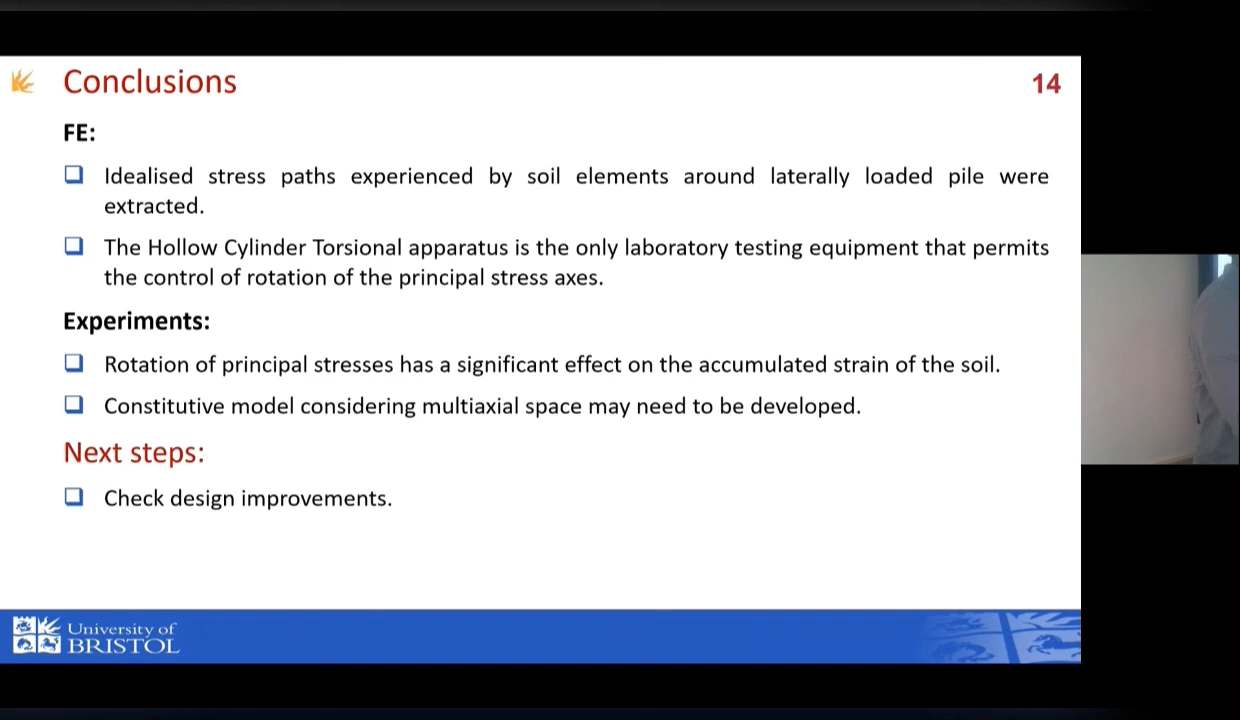 Conclusions
14
FE:
Idealised stress paths experienced by soil elements around laterally loaded pile were
extracted.
The Hollow Cylinder Torsional apparatus is the only laboratory testing equipment that permits
the control of rotation of the principal stress axes.
Experiments:
Rotation of principal stresses has a significant effect on the accumulated strain of the soil.
Constitutive model considering multiaxial space may need to be developed.
Next steps:
Check design improvements.
University of
BRISTOL